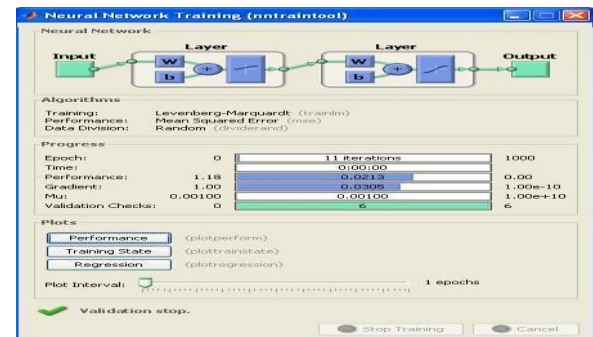 Neural Network Training (nntraintool)
Neural Network
Layer Layer
Input W b + W b + Output
Algorithms
Training: Levenberg-Marquardt (trainlm)
Performance: Mean Squared Error (mse)
Data Division: Random (dividerand)
Progress
Epoch: 0 11 iterations 1000
Time: 0:00:00
Performance: 1.18 0.0213 0.00
Gradient: 1.00 0.0305 1.00e-10
Mu: 0.00100 0.00100 1.00e+10
Validation Checks: 0 6 6
Plots
Performance (plotperform)
Training State (plottrainstate)
Regression (plotregression)
Plot Interval: 1 epochs
Validation stop.
Stop Training Cancel